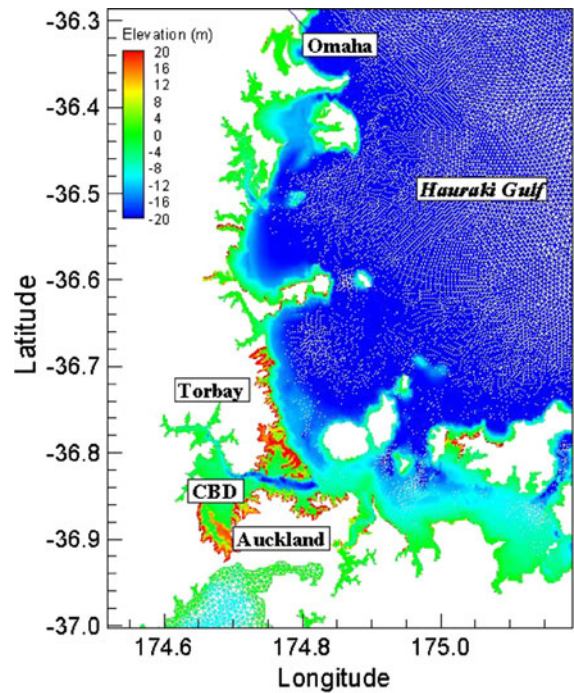 -36.3
Omaha
Elevation (m)
20
16
12
8
4
0
-4
-8
-12
-16
-20
-36.4
-36.5
Hauraki Gulf
-36.6
Latitude
-36.7
Torbay
-36.8
CBD
-36.9
Auckland
-37.0
174.6
174.8
175.0
Longitude